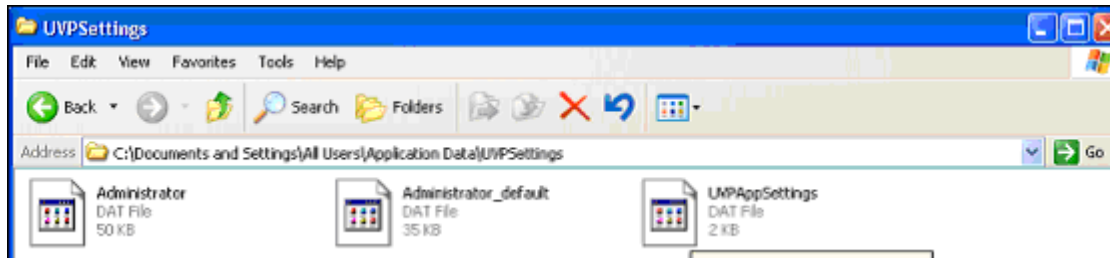 UVPSettings
File Edit View Favorites Tools Help
Back Search Folders
Address C:\Documents and Settings\All Users\Application Data\UVPSettings Go
Administrator Administrator_default UVPAppSettings
DAT File DAT File DAT File
50 KB 35 KB 2 KB